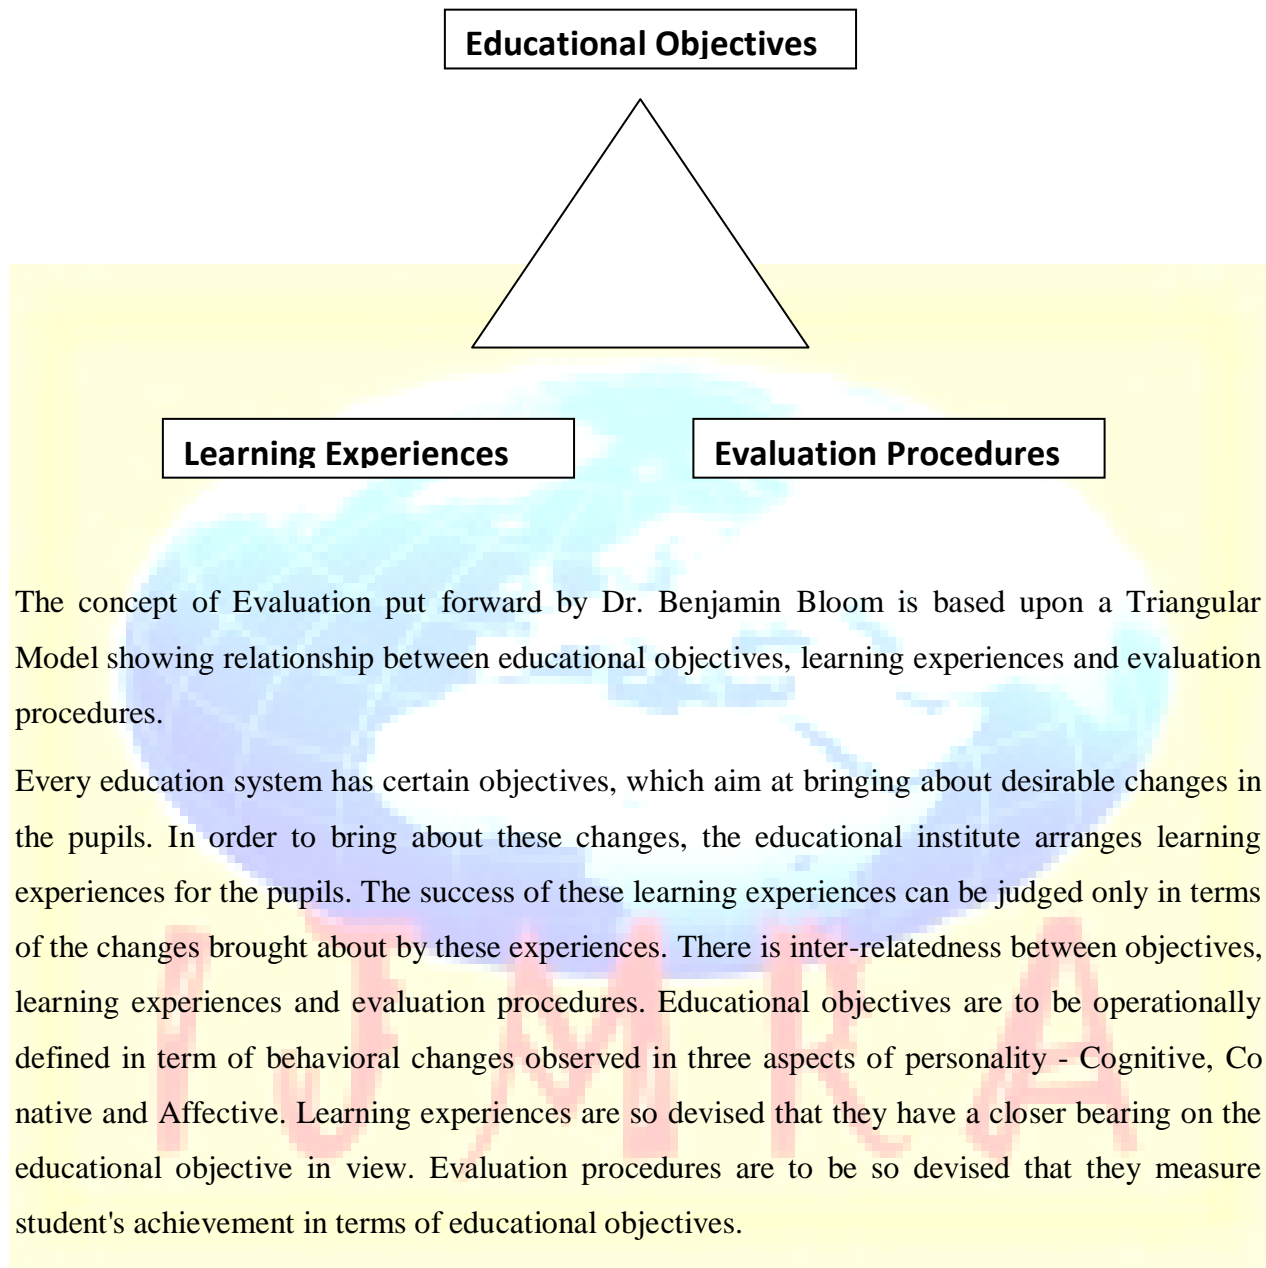 Educational Objectives
Learning Experiences
Evaluation Procedures
The concept of Evaluation put forward by Dr. Benjamin Bloom is based upon a Triangular
Model showing relationship between educational objectives, learning experiences and evaluation
procedures.
Every education system has certain objectives, which aim at bringing about desirable changes in
the pupils. In order to bring about these changes, the educational institute arranges learning
experiences for the pupils. The success of these learning experiences can be judged only in terms
of the changes brought about by these experiences. There is inter-relatedness between objectives,
learning experiences and evaluation procedures. Educational objectives are to be operationally
defined in term of behavioral changes observed in three aspects of personality - Cognitive, Co
native and Affective. Learning experiences are so devised that they have a closer bearing on the
educational objective in view. Evaluation procedures are to be so devised that they measure
student's achievement in terms of educational objectives.
IJMRA